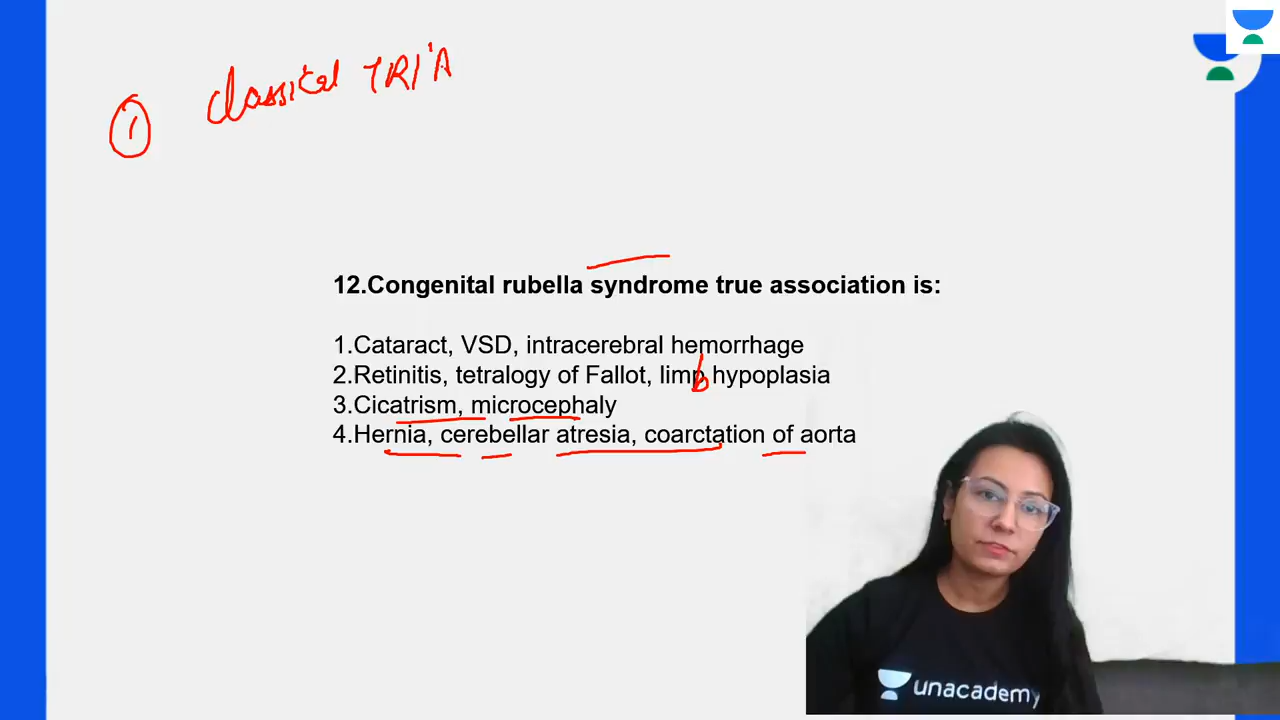 ① classical TRIA
12.Congenital rubella syndrome true association is:
1.Cataract, VSD, intracerebral hemorrhage
2.Retinitis, tetralogy of Fallot, limb hypoplasia
3.Cicatrism, microcephaly
4.Hernia, cerebellar atresia, coarctation of aorta
unacademy